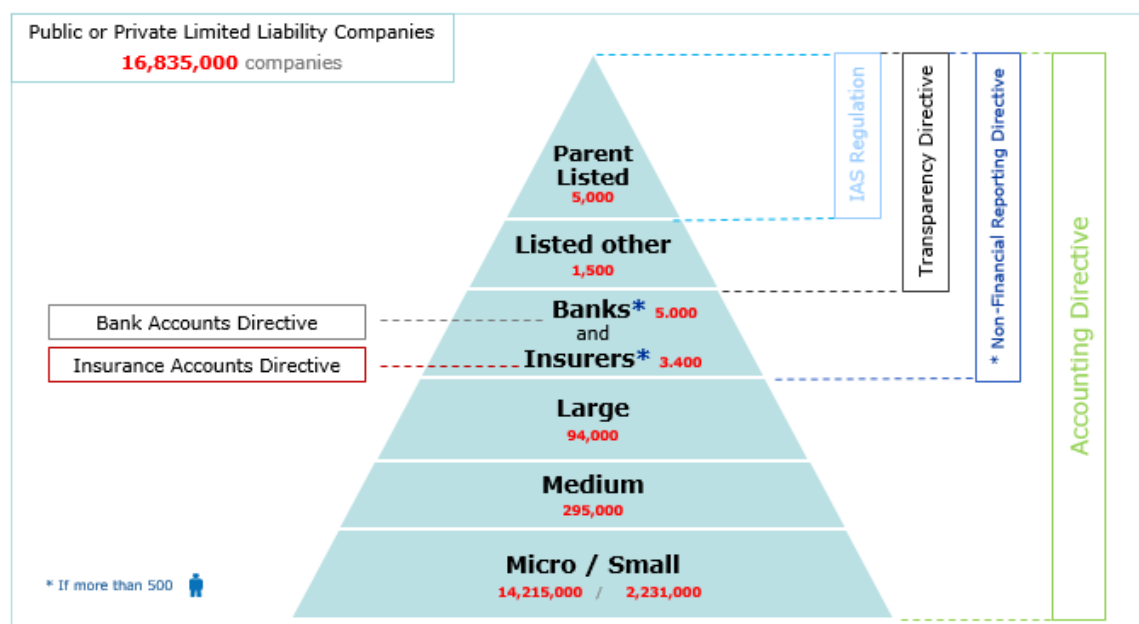 Public or Private Limited Liability Companies
16,835,000 companies
Parent
Listed
5,000
Listed other
1,500
Banks* 5.000
and
Insurers* 3.400
Large
94,000
Medium
295,000
Micro / Small
14,215,000 / 2,231,000
Bank Accounts Directive
Insurance Accounts Directive
* If more than 500
IAS Regulation
Transparency Directive
* Non-Financial Reporting Directive
Accounting Directive